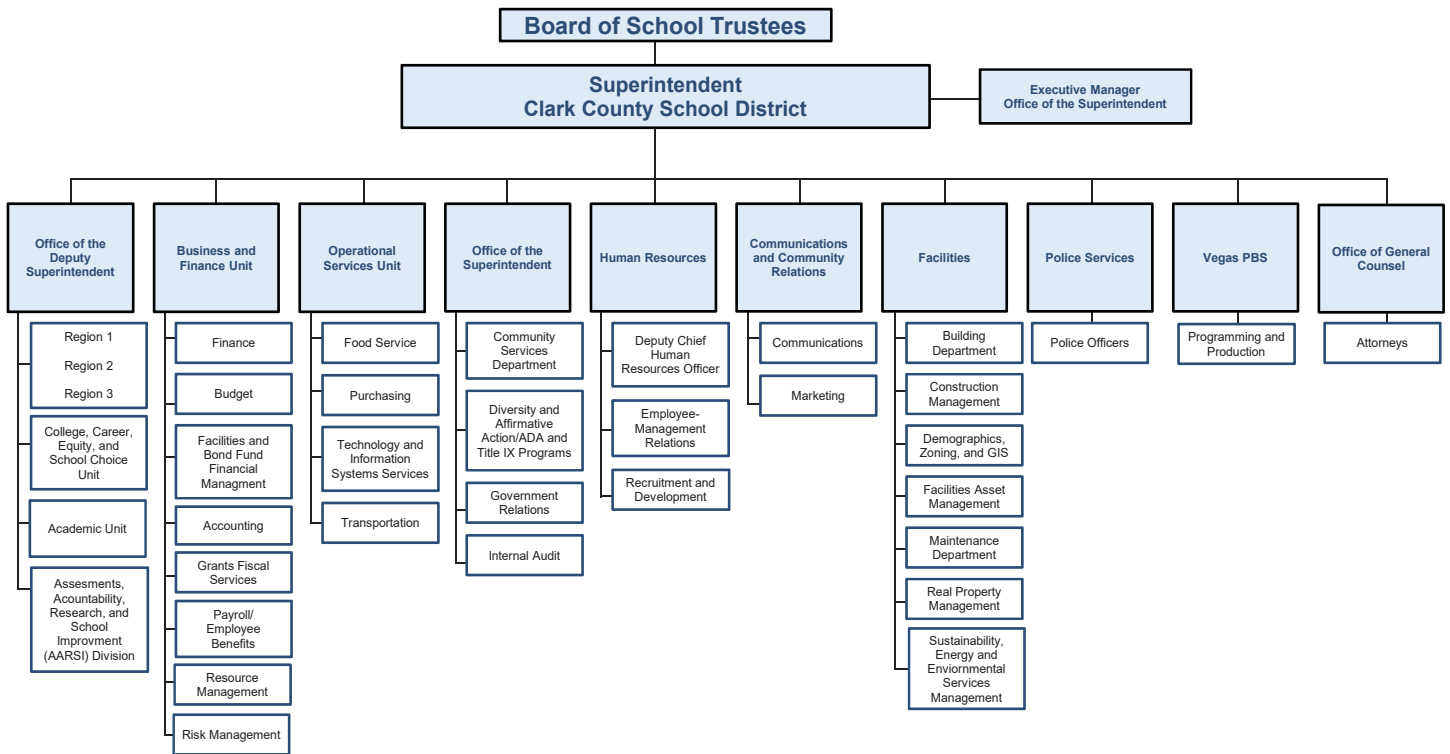 Board of School Trustees
Superintendent
Clark County School District
Executive Manager
Office of the Superintendent
Office of the
Deputy
Superintendent
Business and
Finance Unit
Operational
Services Unit
Office of the
Superintendent
Human Resources
Communications
and Community
Relations
Facilities
Police Services
Vegas PBS
Office of General
Counsel
Region 1
Region 2
Region 3
College, Career,
Equity, and
School Choice
Unit
Academic Unit
Assesments,
Acountability,
Research, and
School
Improvment
(AARSI) Division
Finance
Budget
Facilities and
Bond Fund
Financial
Managment
Accounting
Grants Fiscal
Services
Payroll/
Employee
Benefits
Resource
Management
Risk Management
Food Service
Purchasing
Technology and
Information
Systems Services
Transportation
Community
Services
Department
Diversity and
Affirmative
Action/ADA and
Title IX Programs
Government
Relations
Internal Audit
Deputy Chief
Human
Resources Officer
Employee-
Management
Relations
Recruitment and
Development
Communications
Marketing
Building
Department
Construction
Management
Demographics,
Zoning, and GIS
Facilities Asset
Management
Maintenance
Department
Real Property
Management
Sustainability,
Energy and
Enviornmental
Services
Management
Police Officers
Programming and
Production
Attorneys